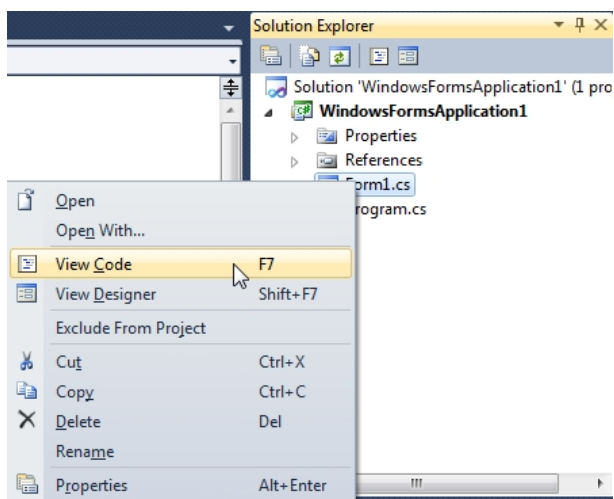 Solution Explorer
Solution 'WindowsFormsApplication1' (1 pro
WindowsFormsApplication1
Properties
References
Form1.cs
rogram.cs
Open
Open With...
View Code F7
View Designer Shift+F7
Exclude From Project
Cut Ctrl+X
Copy Ctrl+C
Delete Del
Rename
Properties Alt+Enter